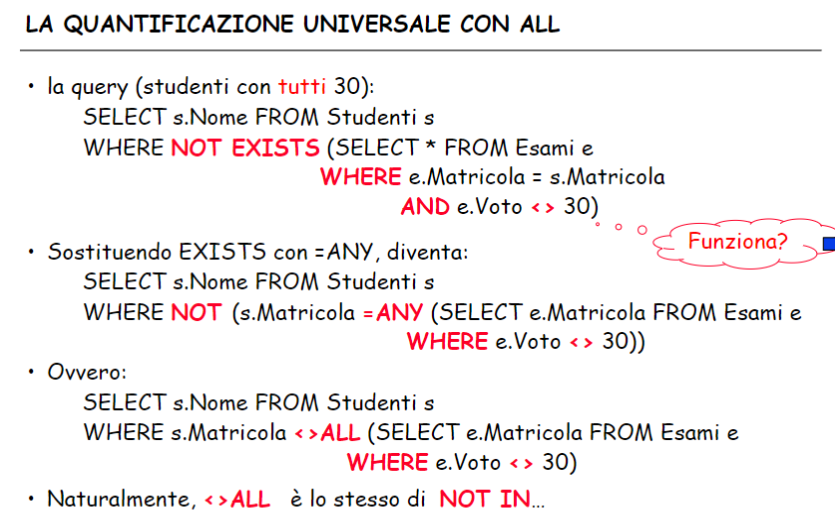 LA QUANTIFICAZIONE UNIVERSALE CON ALL
• la query (studenti con tutti 30):
SELECT s.Nome FROM Studenti s
WHERE NOT EXISTS (SELECT * FROM Esami e
WHERE e.Matricola = s.Matricola
AND e.Voto <> 30)
Funziona?
• Sostituendo EXISTS con =ANY, diventa:
SELECT s.Nome FROM Studenti s
WHERE NOT (s.Matricola =ANY (SELECT e.Matricola FROM Esami e
WHERE e.Voto <> 30))
• Ovvero:
SELECT s.Nome FROM Studenti s
WHERE s.Matricola <>ALL (SELECT e.Matricola FROM Esami e
WHERE e.Voto <> 30)
• Naturalmente, <>ALL è lo stesso di NOT IN…